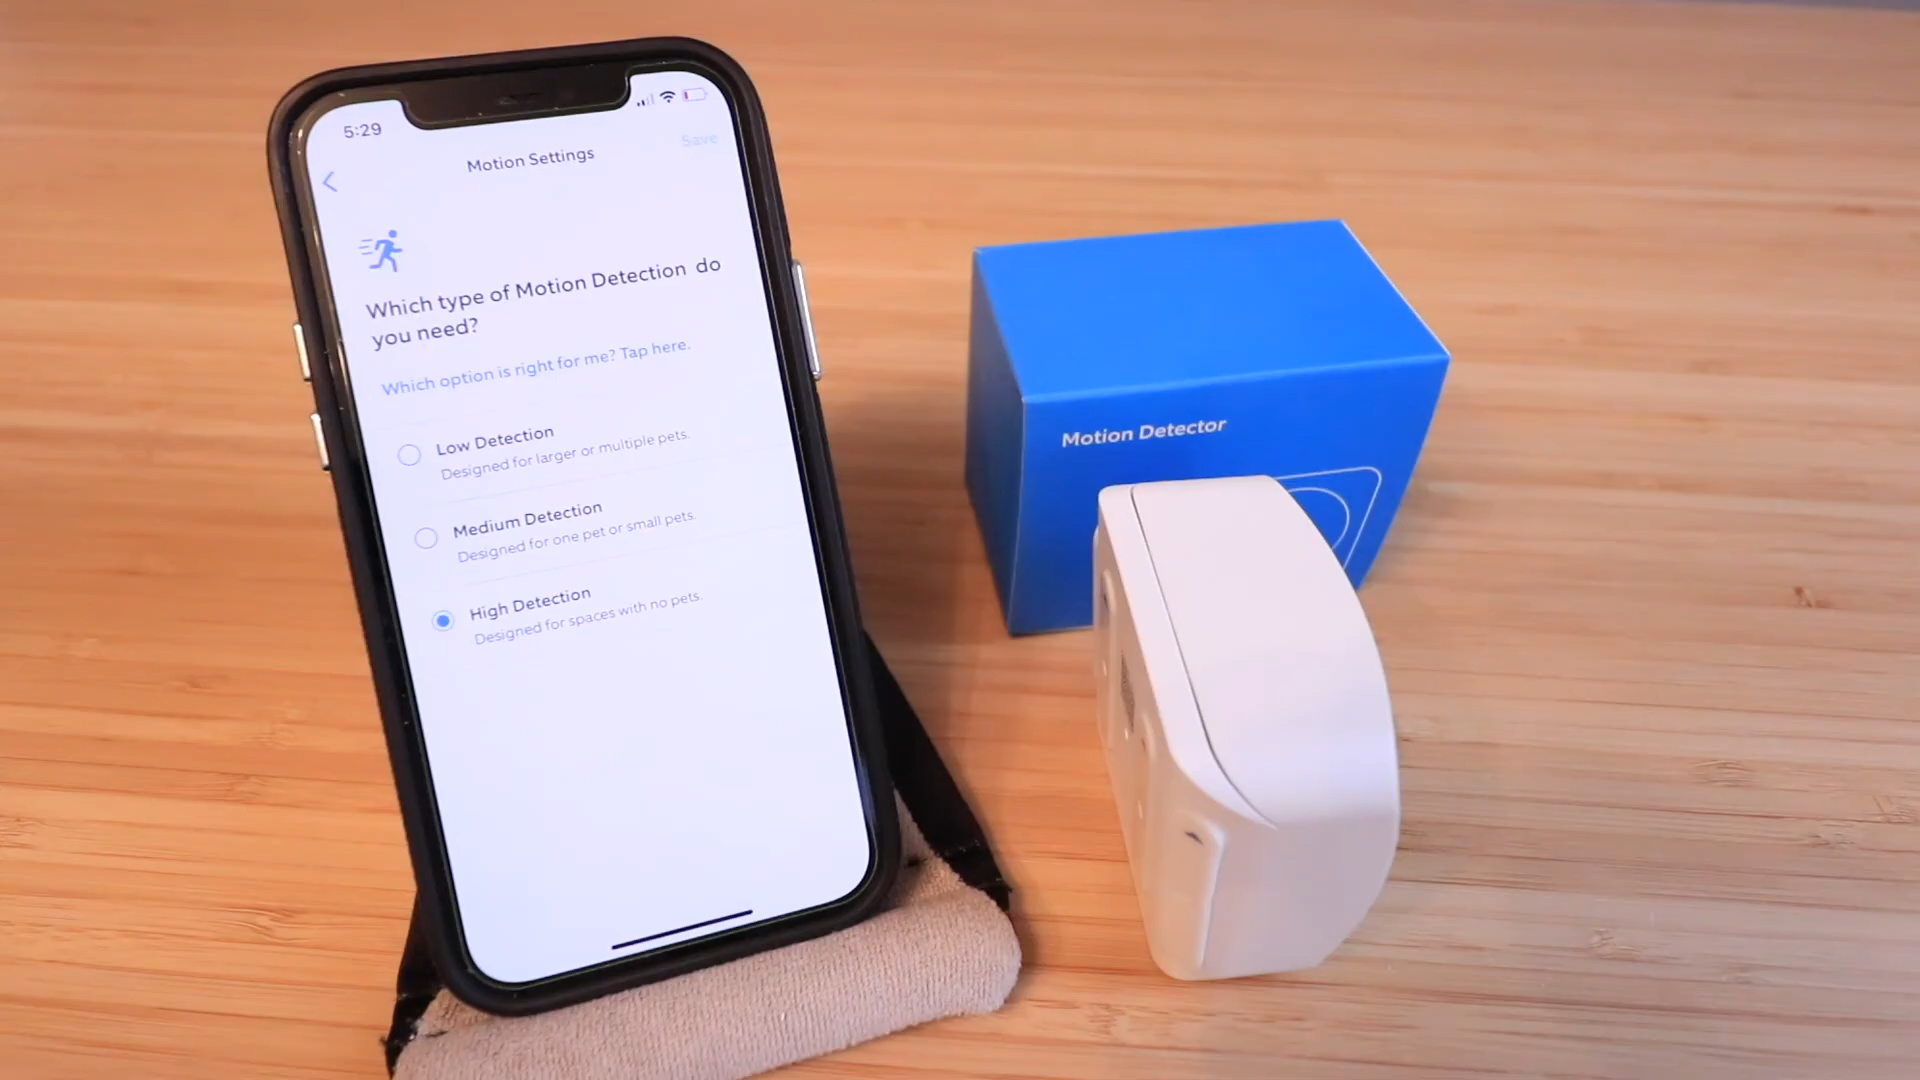 5:29
Motion Settings
Save
Which type of Motion Detection do
you need?
Which option is right for me? Tap here.
Low Detection
Designed for larger or multiple pets.
Medium Detection
Designed for one pet or small pets.
High Detection
Designed for spaces with no pets.
Motion Detector